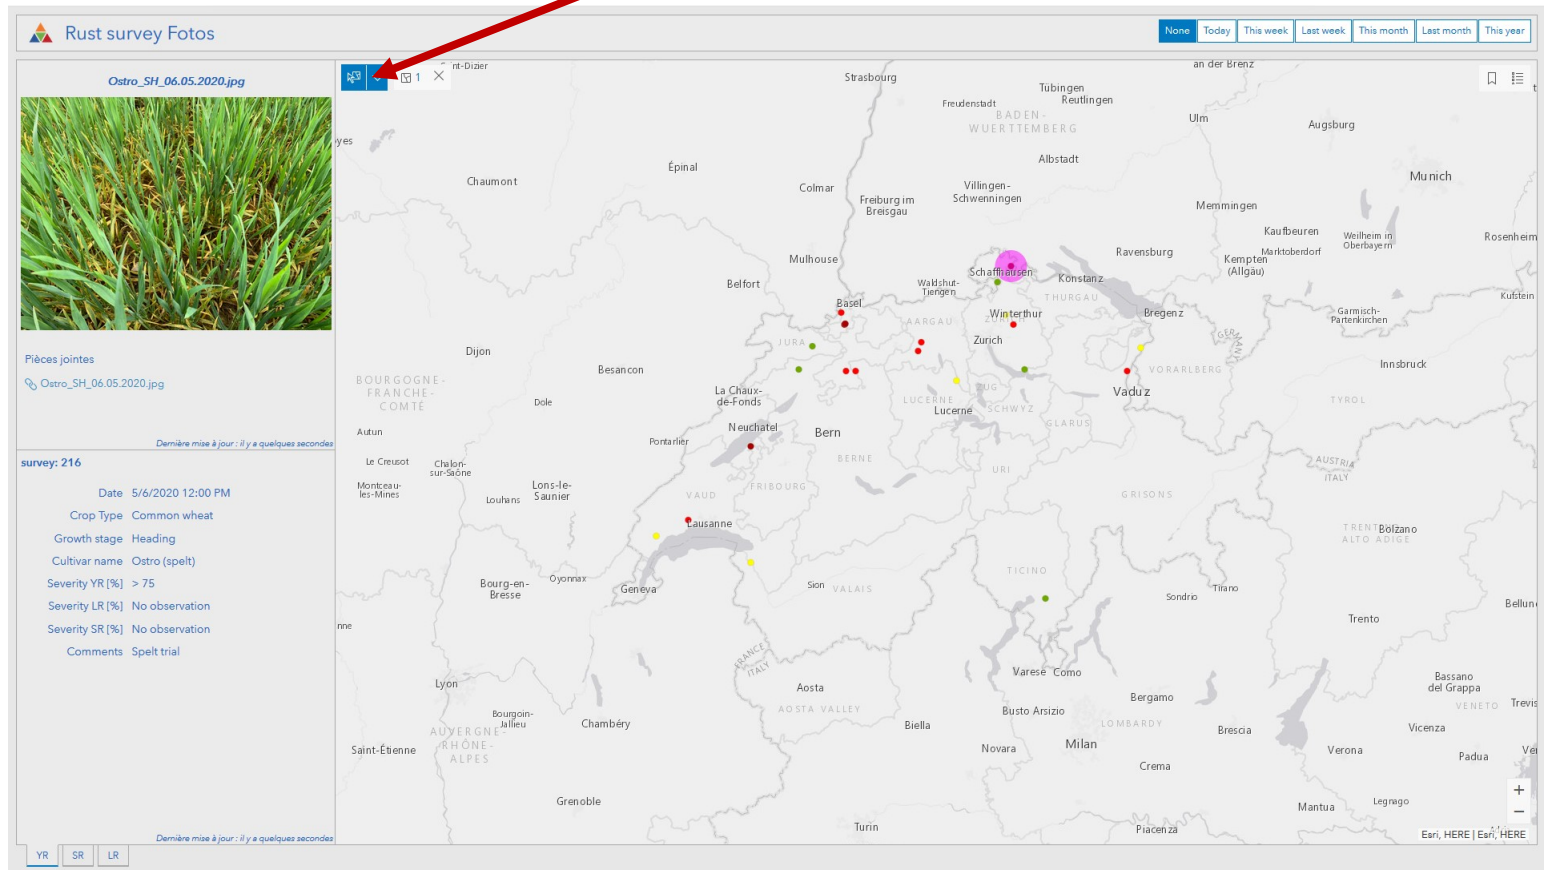 Rust survey Fotos
None
Today
This week
Last week
This month
Last month
This year
Ostro_SH_06.05.2020.jpg
Pièces jointes
Ostro_SH_06.05.2020.jpg
Dernière mise à jour : il y a quelques secondes
survey: 216
Date 5/6/2020 12:00 PM
Crop Type Common wheat
Growth stage Heading
Cultivar name Ostro (spelt)
Severity YR [%] > 75
Severity LR [%] No observation
Severity SR [%] No observation
Comments Spelt trial
Dernière mise à jour : il y a quelques secondes
YR
SR
LR
1
Strasbourg
an der Brenz
Tübingen
Reutlingen
Freudenstadt
BADEN-
WUERTTEMBERG
Ulm
Augsburg
Épinal
Albstadt
Chaumont
Colmar
Villingen-
Schwenningen
Munich
Freiburg im
Breisgau
Memmingen
Kaufbeuren
Weilheim in
Oberbayern
Rosenheim
Mulhouse
Ravensburg
Marktoberdorf
Kempten
(Allgäu)
Belfort
Waldshut-
Tiengen
Schaffhausen
Konstanz
Kufstein
Basel
THURGAU
Winterthur
Bregenz
Garmisch-
Partenkirchen
AARGAU
JURA
Zurich
GER
MANY
Dijon
Innsbruck
Besancon
VORARLBERG
BOURGOGNE-
FRANCHE-
COMTÉ
La Chaux-
de-Fonds
ZUG
Vaduz
Dole
LUCERNE
Lucerne
SCHWYZ
TYROL
Autun
Neuchatel
Bern
GLARUS
Pontarlier
Le Creusot
Chalon-
sur-Saône
BERNE
URI
AUSTRIA
ITALY
Montceau-
les-Mines
Louhans
Lons-le-
Saunier
VAUD
FRIBOURG
GRISONS
Lausanne
Bolzano
ALTO ADIGE
TICINO
Bourg-en-
Bresse
Oyonnax
Geneva
Sion
VALAIS
Sondrio
Tirano
Trento
FRANCE
ITALY
Varese
Como
Lyon
Aosta
Bergamo
Bassano
del Grappa
AOSTA VALLEY
VENETO
Bourgoin-
Jallieu
Chambéry
Biella
Busto Arsizio
LOMBARDY
Brescia
Vicenza
AUVERGNE-
RHÔNE-
ALPES
Saint-Étienne
Novara
Milan
Verona
Padua
Crema
Grenoble
Mantua
Legnago
Turin
Piacenza
Esri, HERE | Esri, HERE